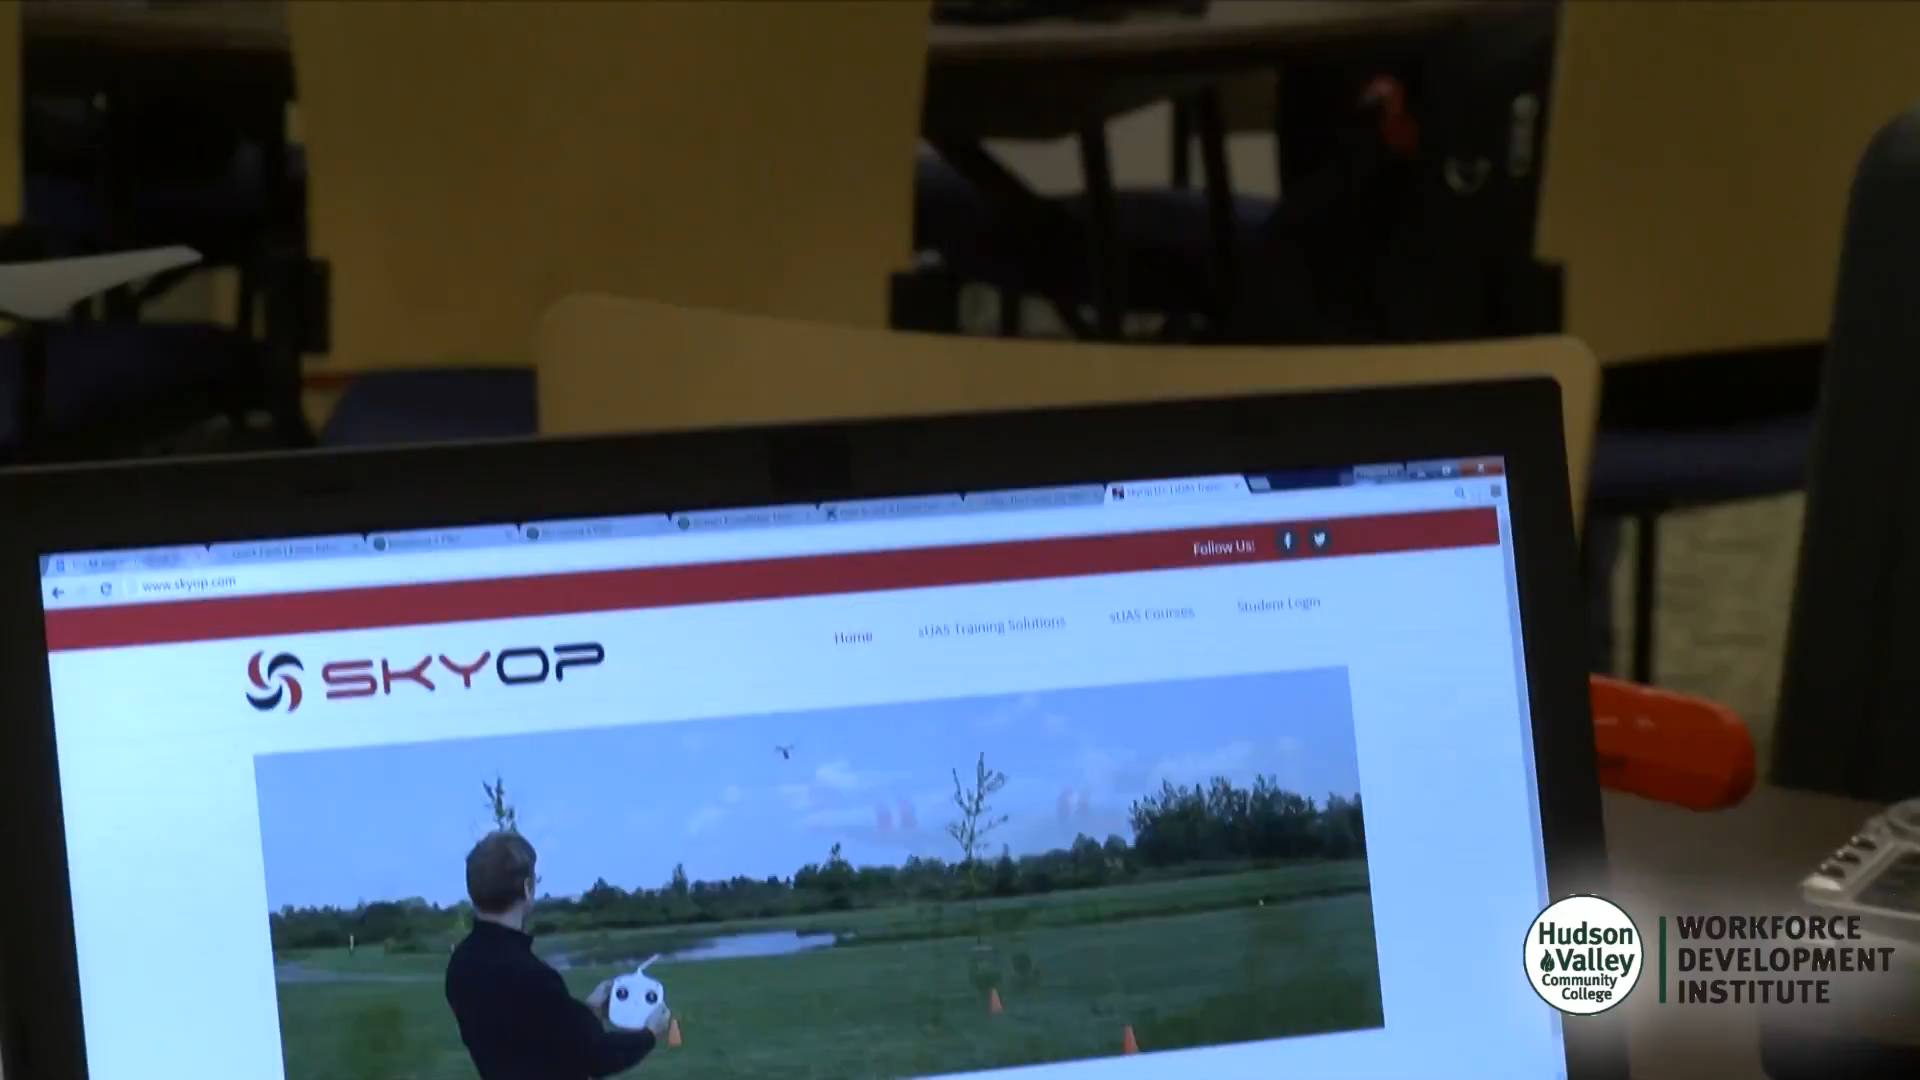 www.skyop.com
Follow Us:
SKYOP
Home
sUAS Training Solutions
sUAS Courses
Student Login
Hudson
Valley
Community
College
WORKFORCE
DEVELOPMENT
INSTITUTE